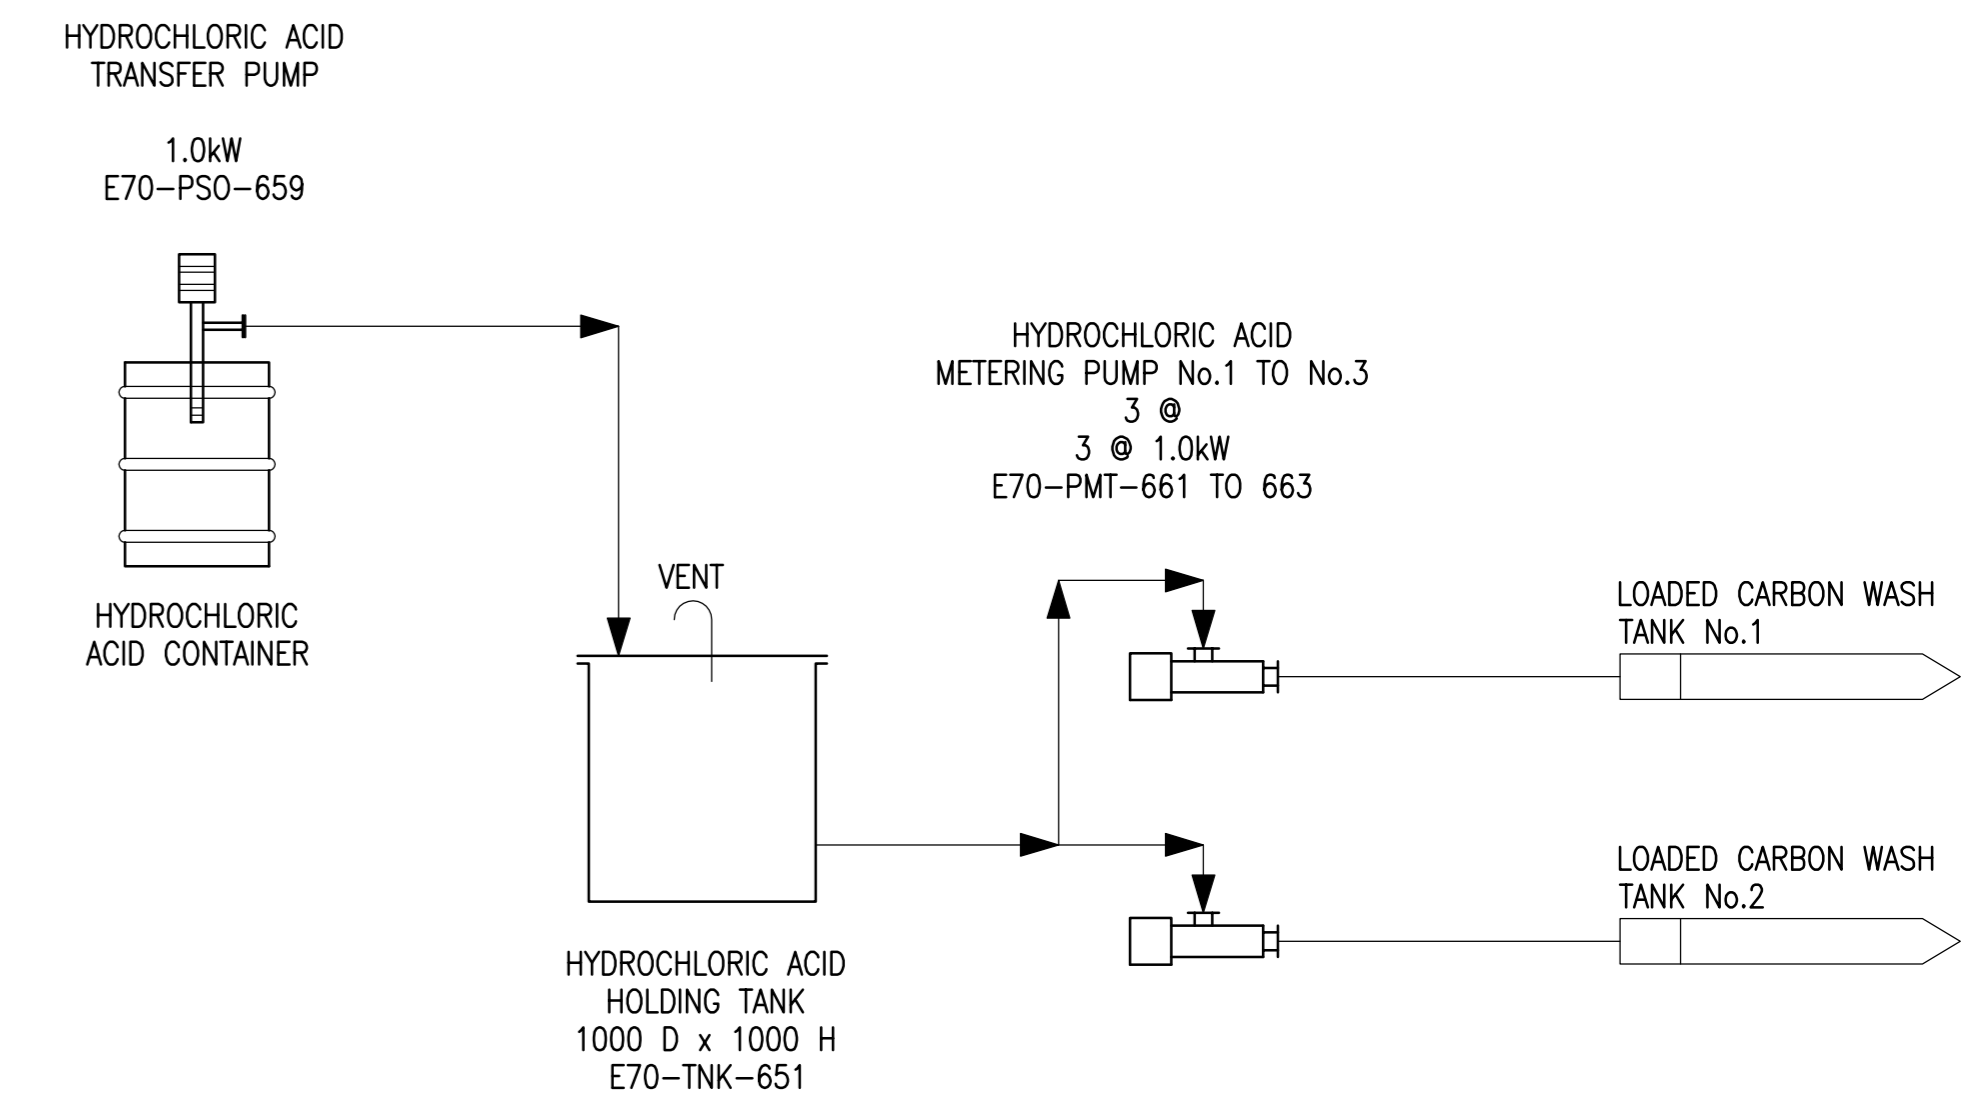 HYDROCHLORIC ACID
TRANSFER PUMP
1.0kW
E70-PSO-659
HYDROCHLORIC
ACID CONTAINER
VENT
HYDROCHLORIC ACID
HOLDING TANK
1000 D x 1000 H
E70-TNK-651
HYDROCHLORIC ACID
METERING PUMP No.1 TO No.3
3 @
3 @ 1.0kW
E70-PMT-661 TO 663
LOADED CARBON WASH
TANK No.1
LOADED CARBON WASH
TANK No.2